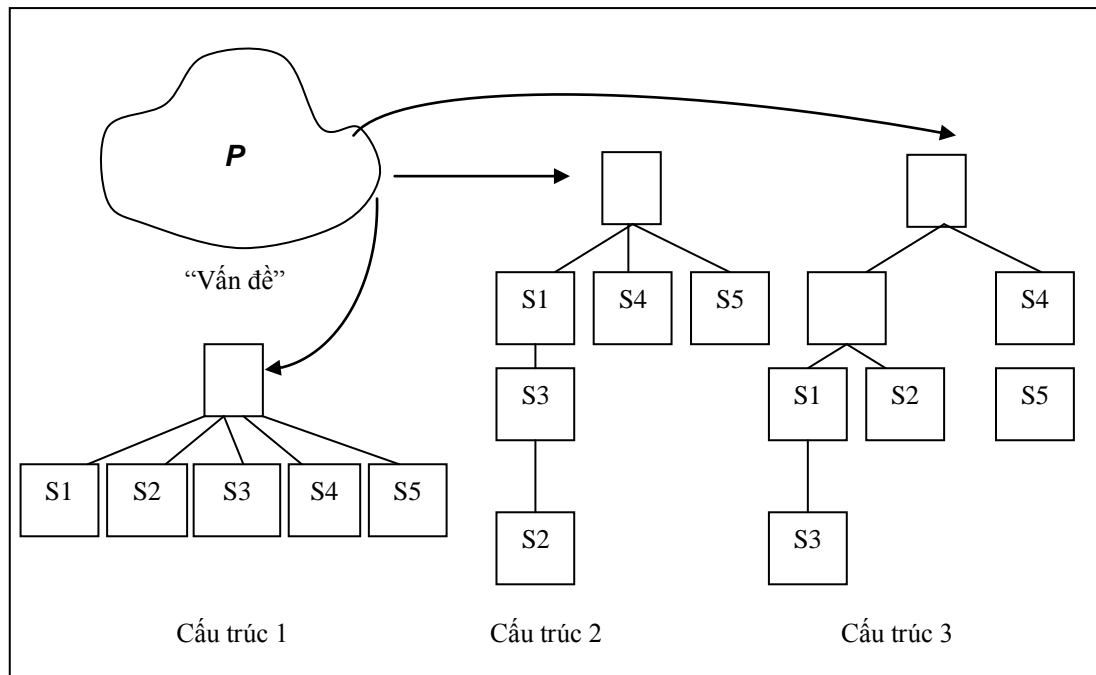 P
“Vấn đề”
S1 S4 S5 S4
S3 S1 S2 S5
S1 S2 S3 S4 S5
S2 S3
Cấu trúc 1 Cấu trúc 2 Cấu trúc 3